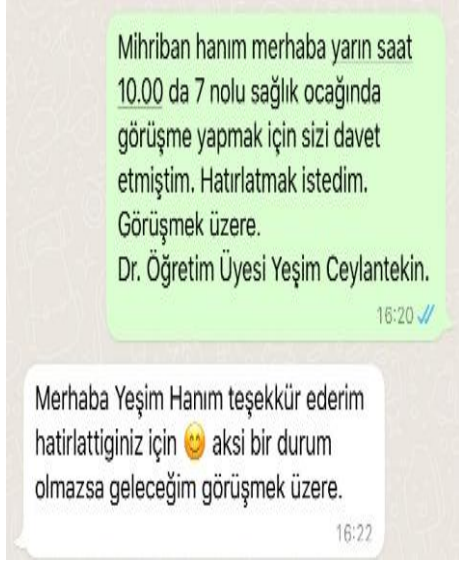 Mihriban hanım merhaba yarın saat
10.00 da 7 nolu sağlık ocağında
görüşme yapmak için sizi davet
etmiştim. Hatırlatmak istedim.
Görüşmek üzere.
Dr. Öğretim Üyesi Yeşim Ceylantekin.
16:20
Merhaba Yeşim Hanım teşekkür ederim
hatirlattiginiz için 😊 aksi bir durum
olmazsa geleceğim görüşmek üzere.
16:22